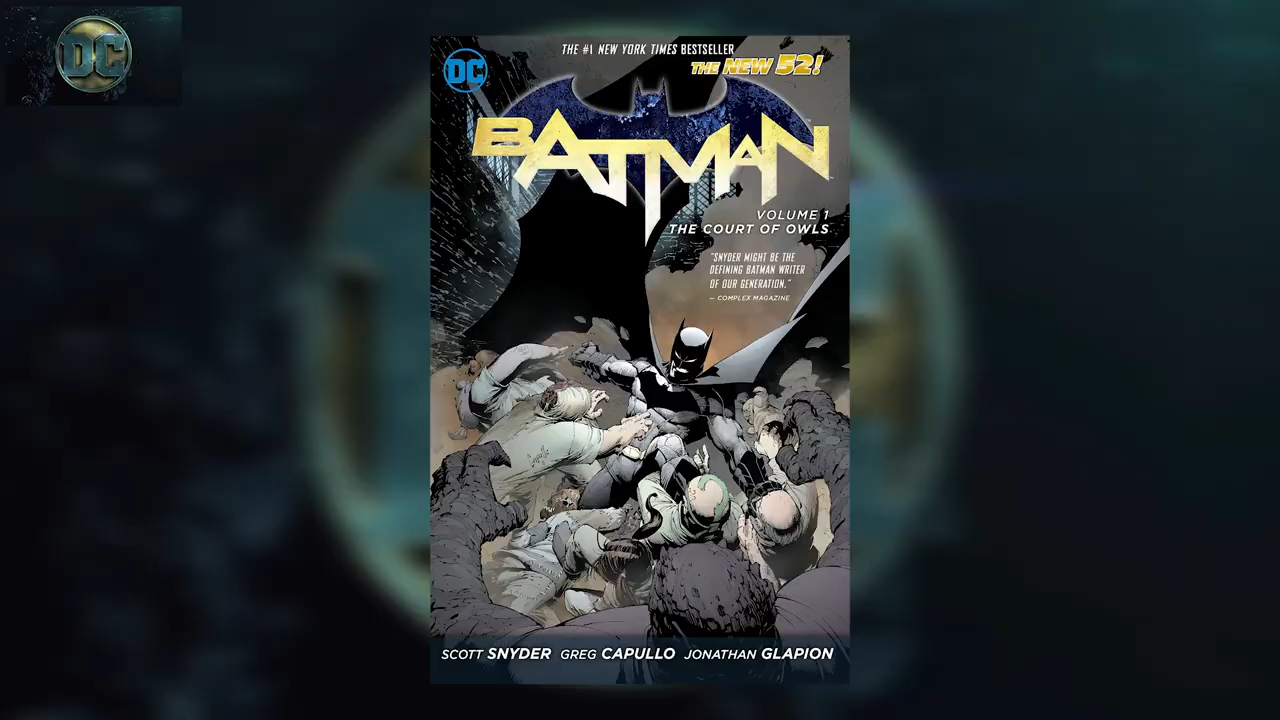 DC
THE #1 NEW YORK TIMES BESTSELLER
DC
THE NEW 52!
BATMAN
VOLUME 1
THE COURT OF OWLS
"SNYDER MIGHT BE THE
DEFINING BATMAN WRITER
OF OUR GENERATION."
— COMPLEX MAGAZINE
SCOTT SNYDER GREG CAPULLO JONATHAN GLAPION